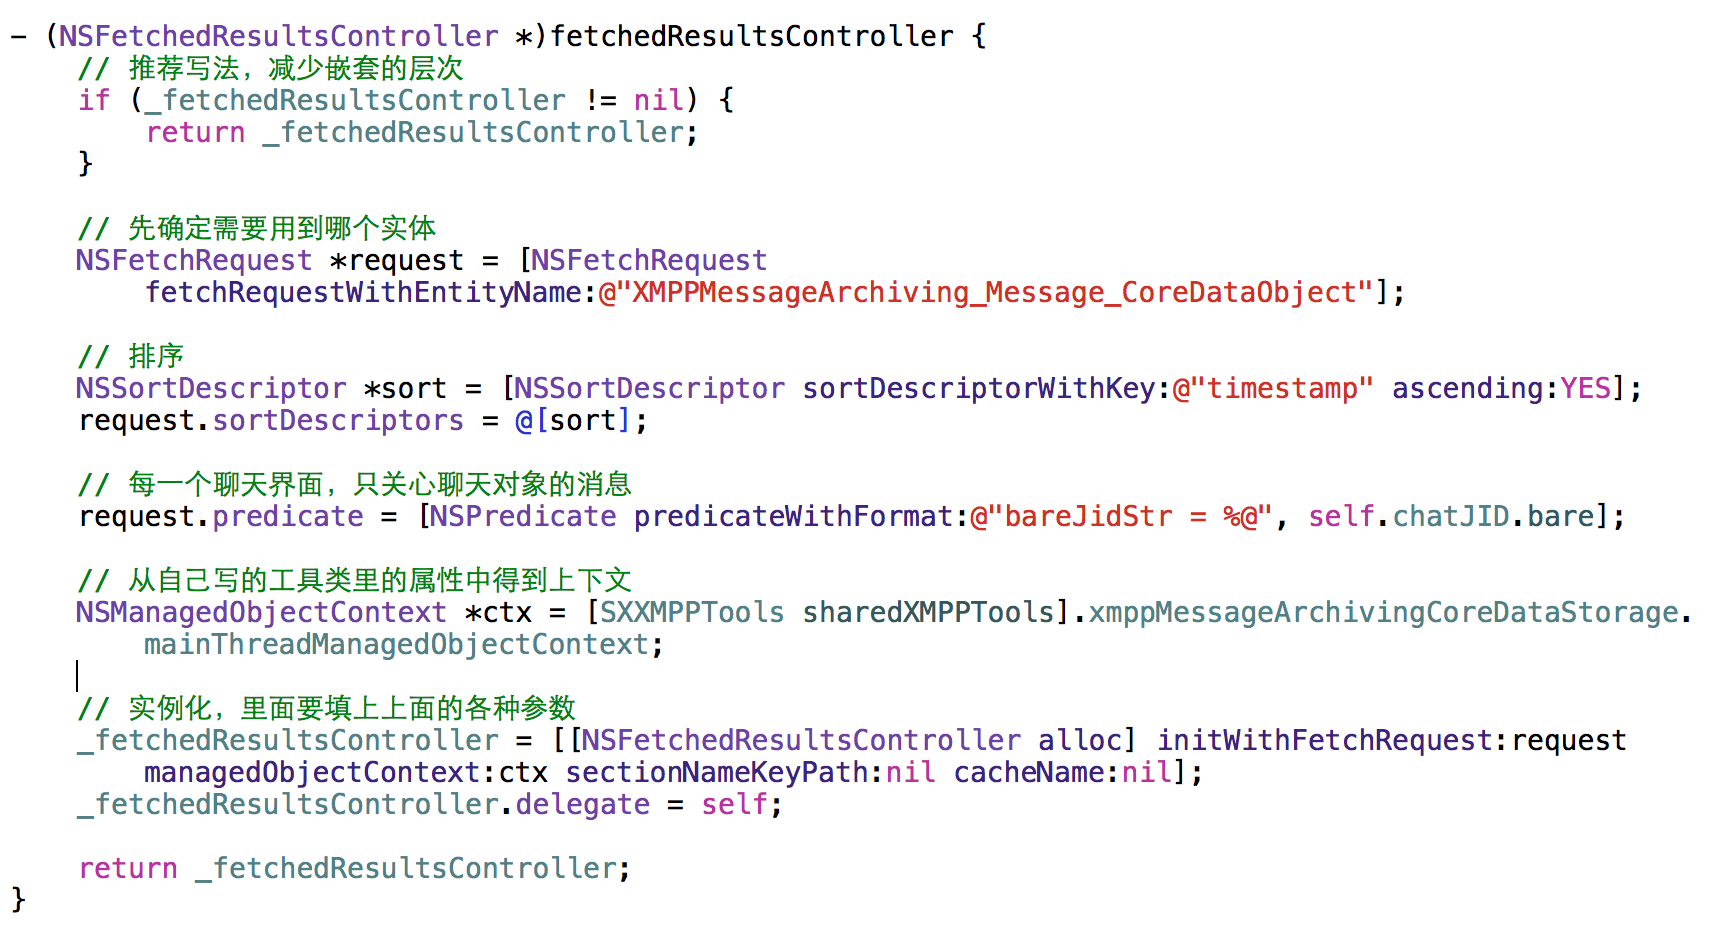 - (NSFetchedResultsController *)fetchedResultsController {
// 推荐写法，减少嵌套的层次
if (_fetchedResultsController != nil) {
return _fetchedResultsController;
}
// 先确定需要用到哪个实体
NSFetchRequest *request = [NSFetchRequest
fetchRequestWithEntityName:@"XMPPMessageArchiving_Message_CoreDataObject"];
// 排序
NSSortDescriptor *sort = [NSSortDescriptor sortDescriptorWithKey:@"timestamp" ascending:YES];
request.sortDescriptors = @[sort];
// 每一个聊天界面，只关心聊天对象的消息
request.predicate = [NSPredicate predicateWithFormat:@"bareJidStr = %@", self.chatJID.bare];
// 从自己写的工具类里的属性中得到上下文
NSManagedObjectContext *ctx = [SXXMPPTools sharedXMPPTools].xmppMessageArchivingCoreDataStorage.
mainThreadManagedObjectContext;
// 实例化，里面要填上上面的各种参数
_fetchedResultsController = [[NSFetchedResultsController alloc] initWithFetchRequest:request
managedObjectContext:ctx sectionNameKeyPath:nil cacheName:nil];
_fetchedResultsController.delegate = self;
return _fetchedResultsController;
}